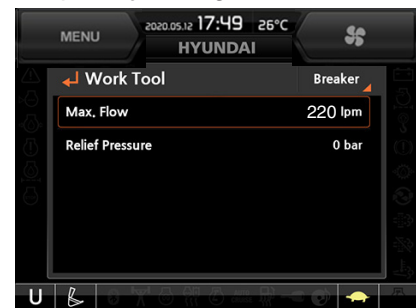 MENU
2020.05.12 17:49 26°C
HYUNDAI
Work Tool
Breaker
Max. Flow
220 lpm
Relief Pressure
0 bar
U